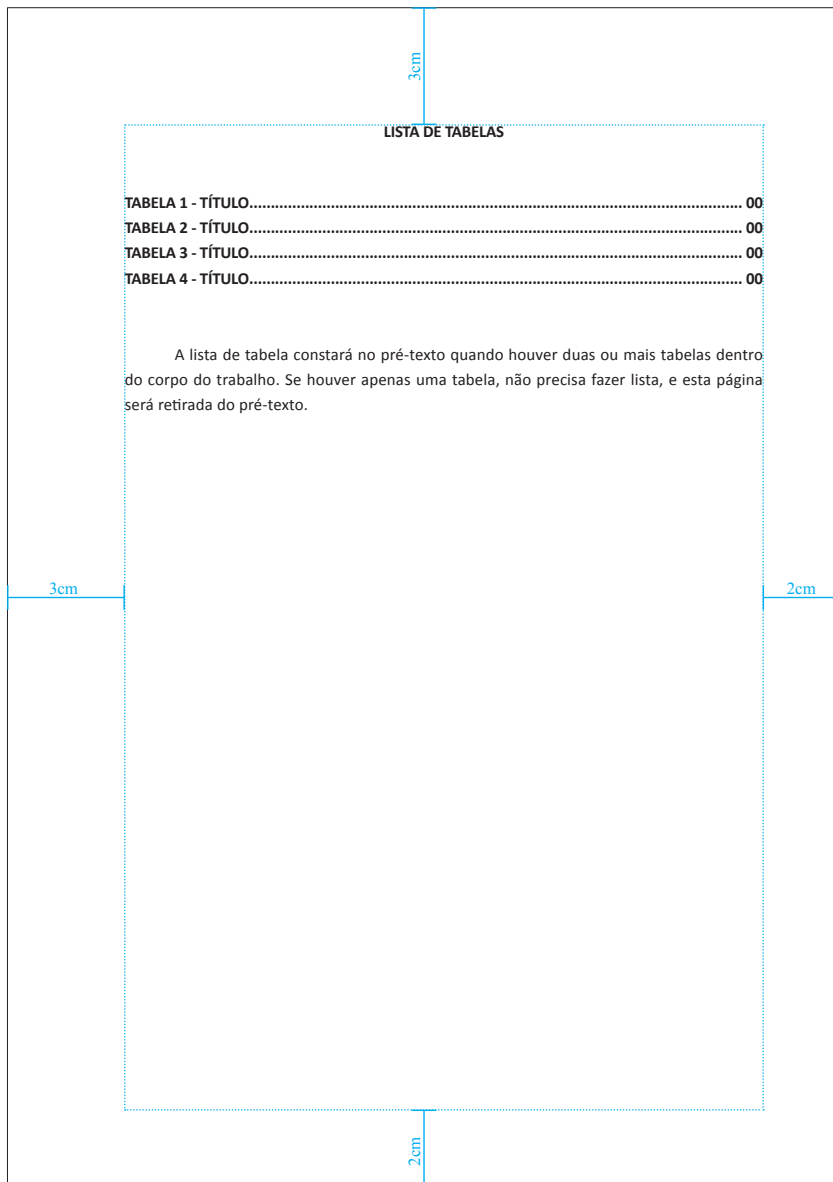 3cm
LISTA DE TABELAS
TABELA 1 - TÍTULO.................................................................................................................... 00
TABELA 2 - TÍTULO.................................................................................................................... 00
TABELA 3 - TÍTULO.................................................................................................................... 00
TABELA 4 - TÍTULO.................................................................................................................... 00
A lista de tabela constará no pré-texto quando houver duas ou mais tabelas dentro
do corpo do trabalho. Se houver apenas uma tabela, não precisa fazer lista, e esta página
será retirada do pré-texto.
3cm
2cm
2cm